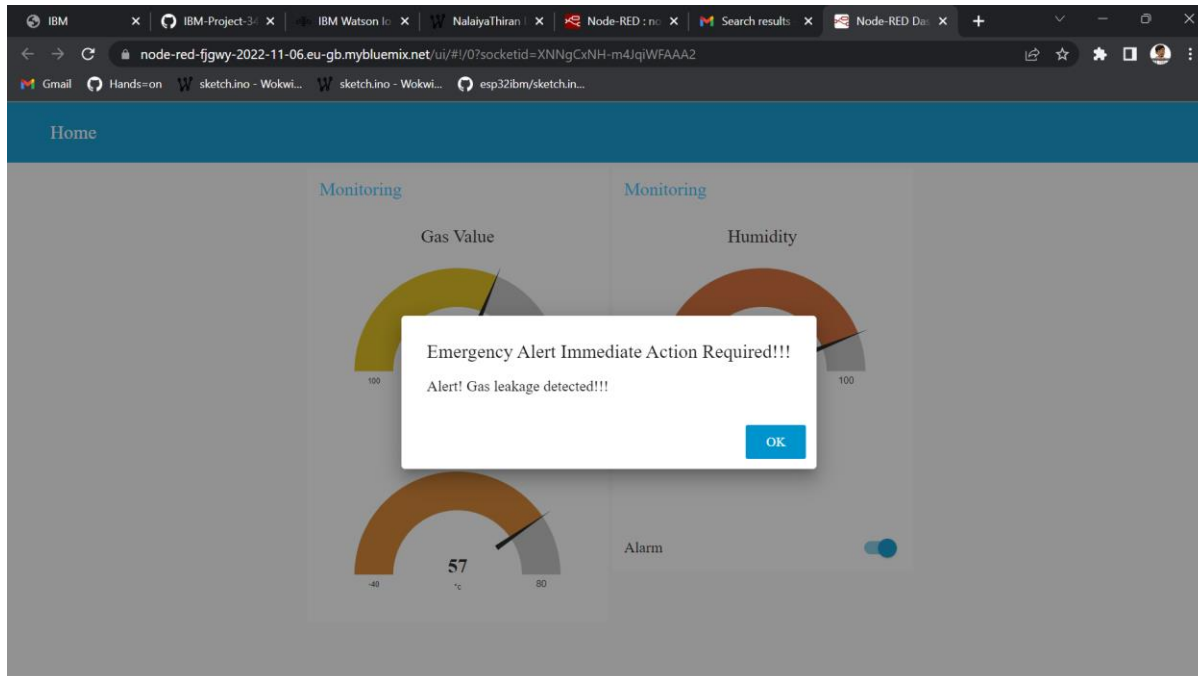 IBM
IBM-Project-34
IBM Watson Io
NalaiyaThiran
Node-RED : no
Search results
Node-RED Das
node-red-fjgwy-2022-11-06.eu-gb.mybluemix.net/ui/#!/0?socketid=XNNgCxNH-m4JqiWFAAA2
Gmail
Hands=on
sketch.ino - Wokwi...
sketch.ino - Wokwi...
esp32ibm/sketch.in...
Home
Monitoring
Monitoring
Gas Value
Humidity
100
100
Emergency Alert Immediate Action Required!!!
Alert! Gas leakage detected!!!
OK
57
-40
°c
80
Alarm